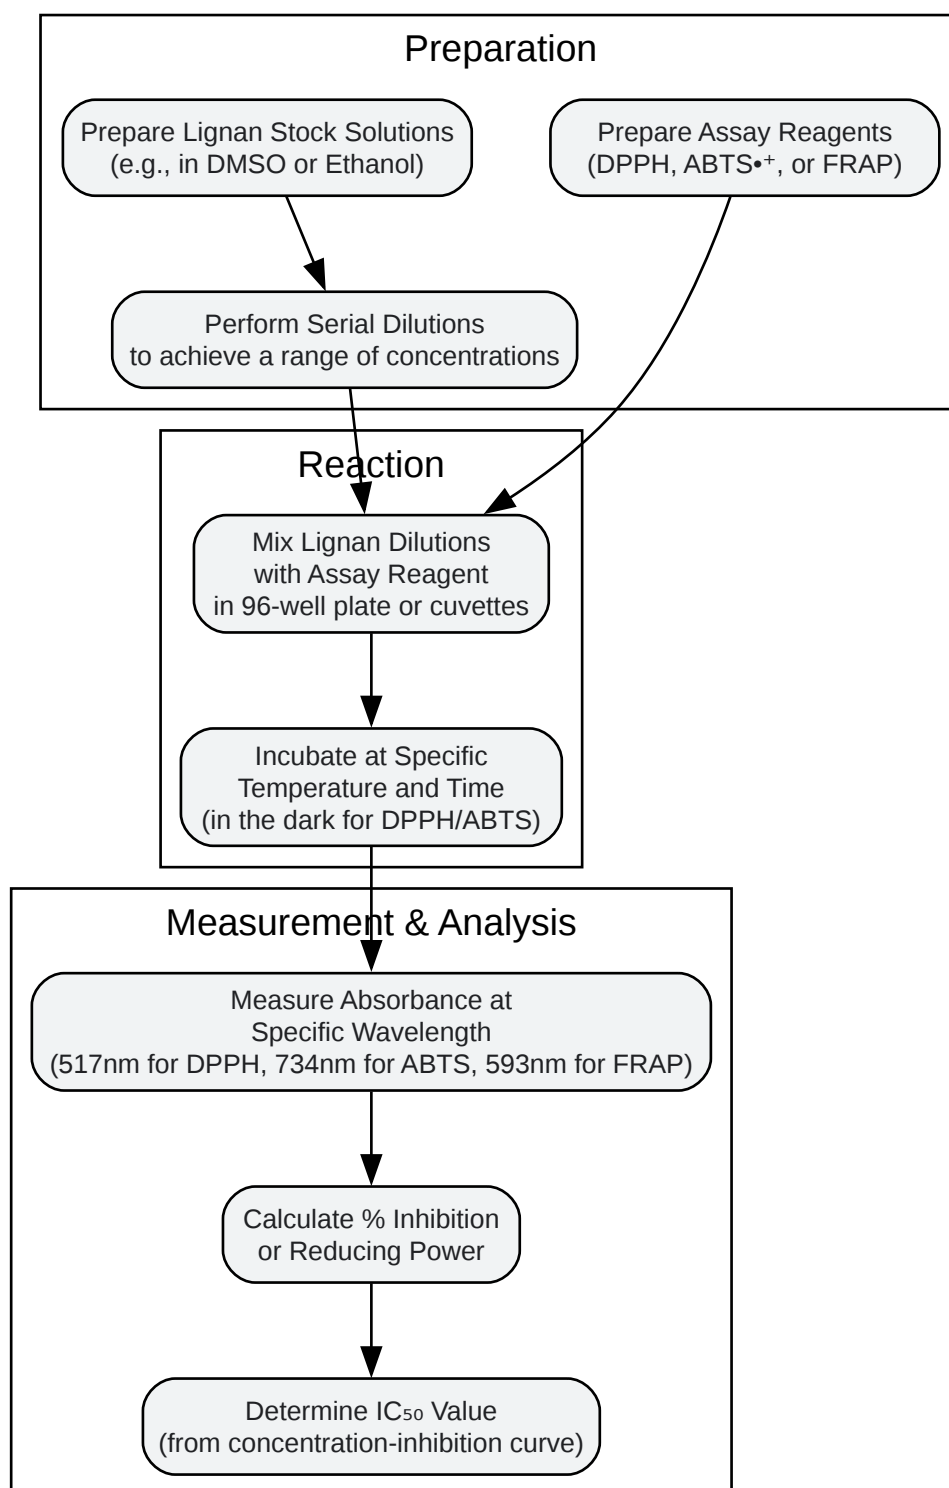 Preparation
Prepare Lignan Stock Solutions
(e.g., in DMSO or Ethanol)
Prepare Assay Reagents
(DPPH, ABTS•⁺, or FRAP)
Perform Serial Dilutions
to achieve a range of concentrations
Reaction
Mix Lignan Dilutions
with Assay Reagent
in 96-well plate or cuvettes
Incubate at Specific
Temperature and Time
(in the dark for DPPH/ABTS)
Measurement & Analysis
Measure Absorbance at
Specific Wavelength
(517nm for DPPH, 734nm for ABTS, 593nm for FRAP)
Calculate % Inhibition
or Reducing Power
Determine IC₅₀ Value
(from concentration-inhibition curve)